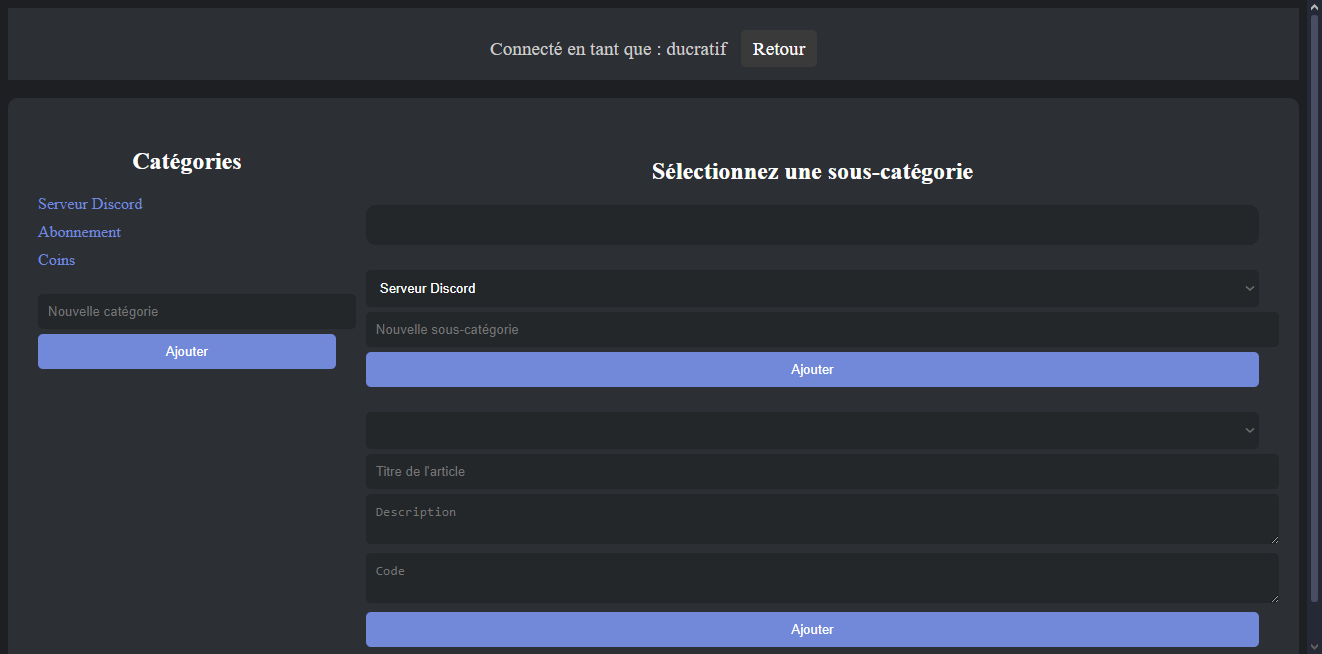 Connecté en tant que : ducratif Retour
Catégories
Serveur Discord
Abonnement
Coins
Nouvelle catégorie
Ajouter
Sélectionnez une sous-catégorie
Serveur Discord
Nouvelle sous-catégorie
Ajouter
Titre de l'article
Description
Code
Ajouter